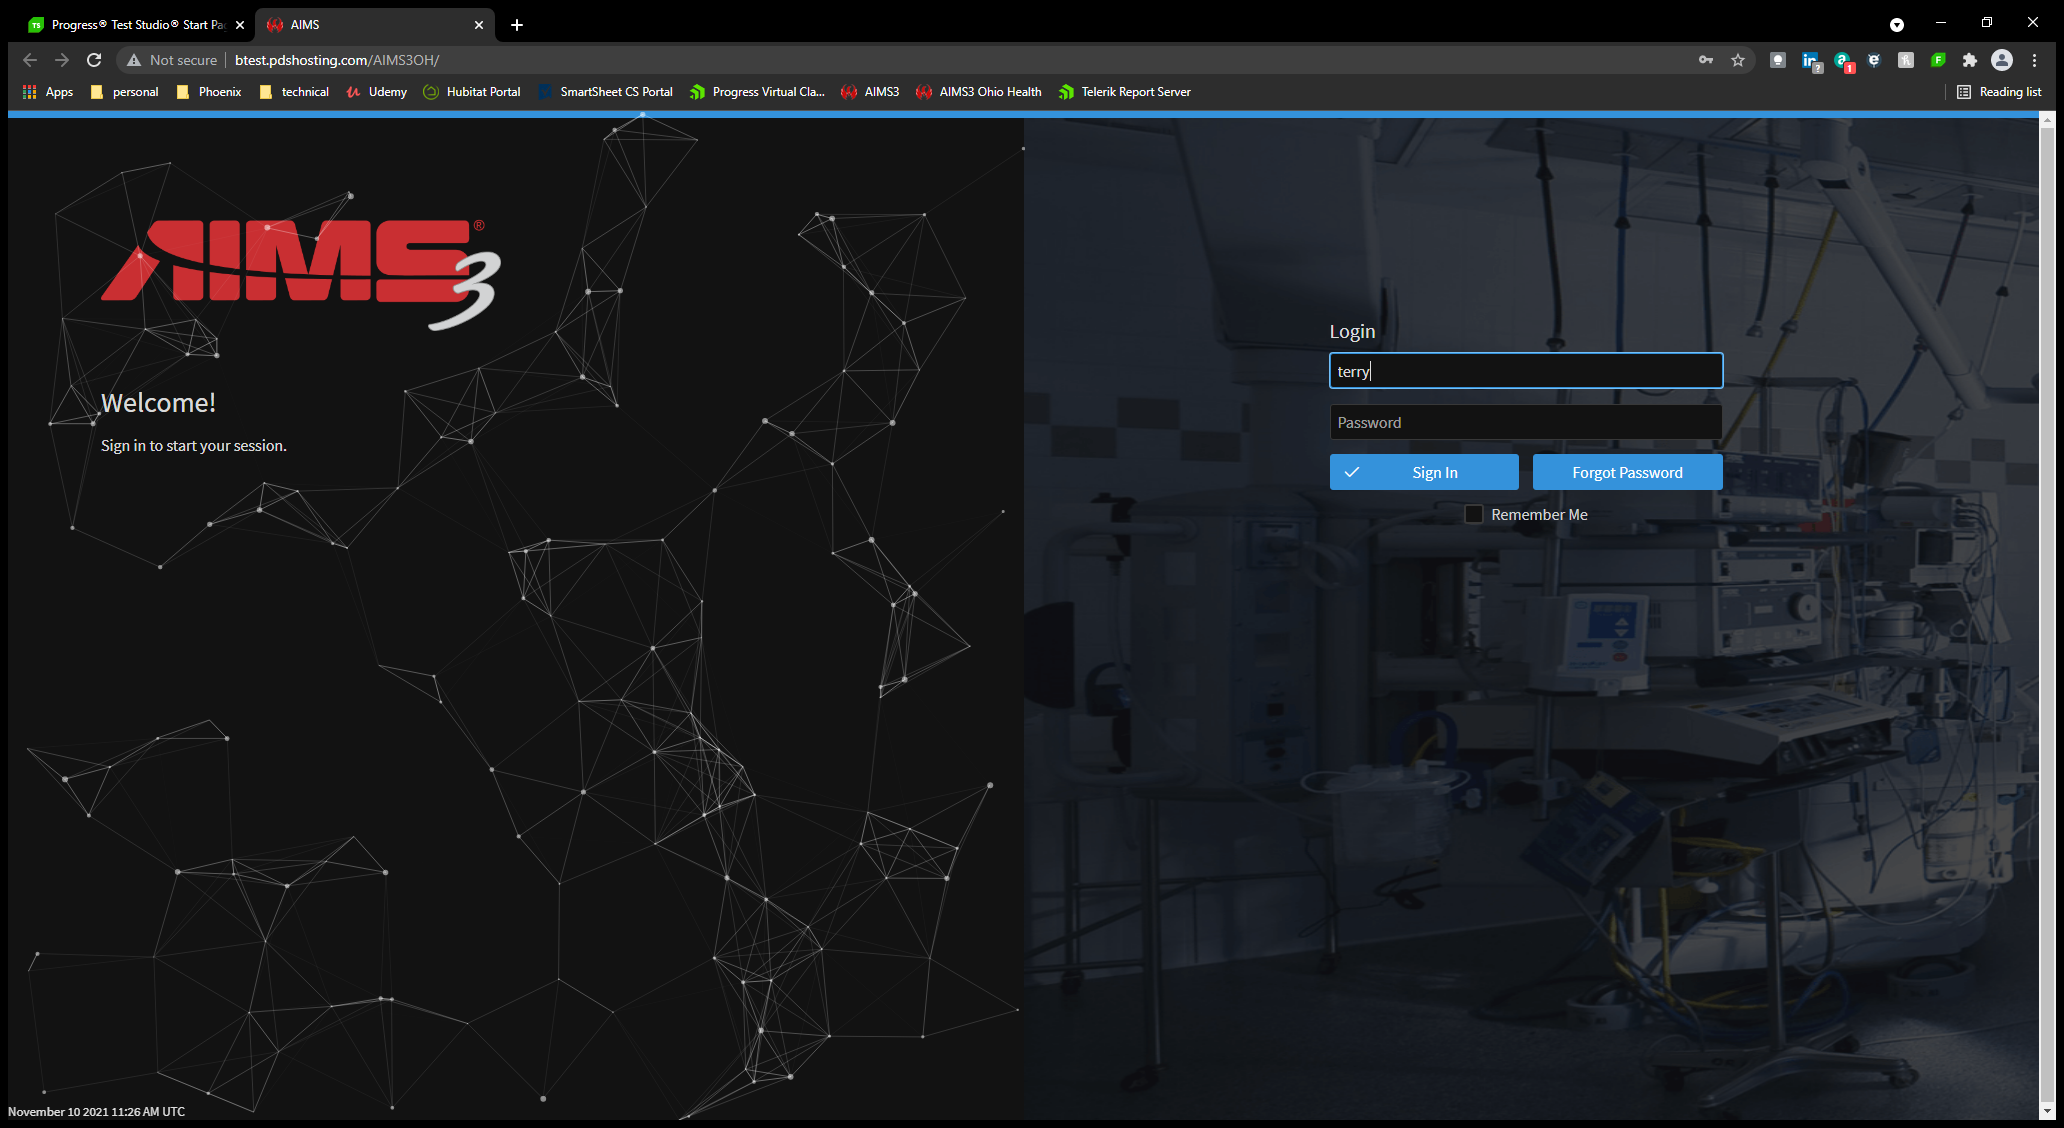 Progress® Test Studio® Start Pa
AIMS
Not secure
btest.pdshosting.com/AIMS3OH/
Apps
personal
Phoenix
technical
Udemy
Hubitat Portal
SmartSheet CS Portal
Progress Virtual Cla...
AIMS3
AIMS3 Ohio Health
Telerik Report Server
Reading list
AIMS3®
Welcome!
Sign in to start your session.
Login
terry
Password
Sign In
Forgot Password
Remember Me
November 10 2021 11:26 AM UTC